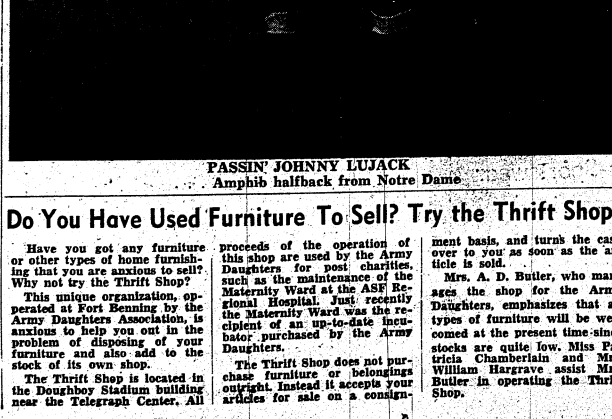 PASSIN' JOHNNY LUJACK
Amphib halfback from Notre Dame
Do You Have Used Furniture To Sell? Try the Thrift Shop
Have you got any furniture
or other types of home furnish-
ing that you are anxious to sell?
Why not try the Thrift Shop?
This unique organization, op-
perated at Fort Benning by the
Army Daughters Association, is
anxious to help you out in the
problem of disposing of your
furniture and also add to the
stock of its own shop.
The Thrift Shop is located in
the Doughboy Stadium building
near the Telegraph Center. All
proceeds of the operation of
this shop are used by the Army
Daughters for post charities,
such as the maintenance of the
Maternity Ward at the ASF Re-
gional Hospital. Just recently
the Maternity Ward was the re-
cipient of an up-to-date incu-
bator purchased by the Army
Daughters.
The Thrift Shop does not pur-
chase furniture or belongings
outright. Instead it accepts your
articles for sale on a consign-
ment basis, and turns the cas
over to you as soon as the a
ticle is sold.
Mrs. A. D. Butler, who man
ages the shop for the Arm
Daughters, emphasizes that a
types of furniture will be we
comed at the present time sin
stocks are quite low. Miss Pa
tricia Chamberlain and Mr
William Hargrave assist Mr
Butler in operating the Thri
Shop.